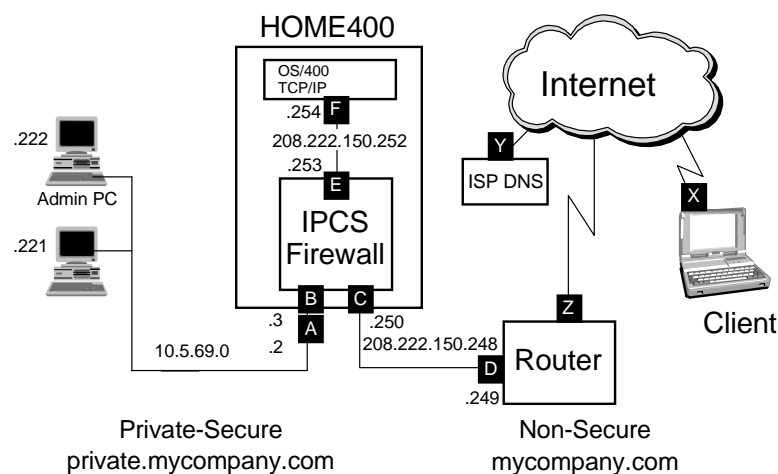 HOME400
OS/400
TCP/IP
F
.254
208.222.150.252
.253
E
IPCS
Firewall
B
C
.3
A
.250
.2
.222
Admin PC
.221
10.5.69.0
208.222.150.248
D
.249
Router
Z
Internet
Y
ISP DNS
X
Client
Private-Secure
private.mycompany.com
Non-Secure
mycompany.com